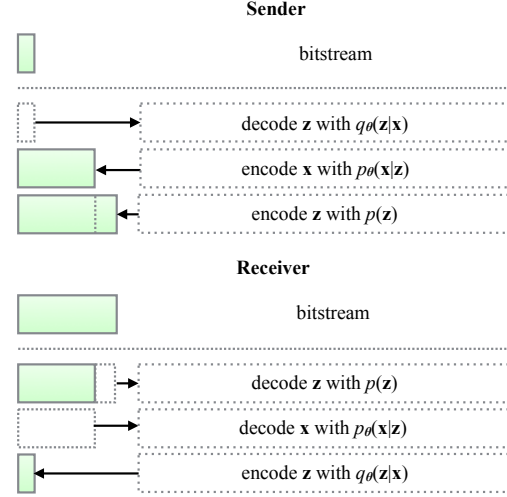 Sender
bitstream
decode z with qθ(z|x)
encode x with pθ(x|z)
encode z with p(z)
Receiver
bitstream
decode z with p(z)
decode x with pθ(x|z)
encode z with qθ(z|x)